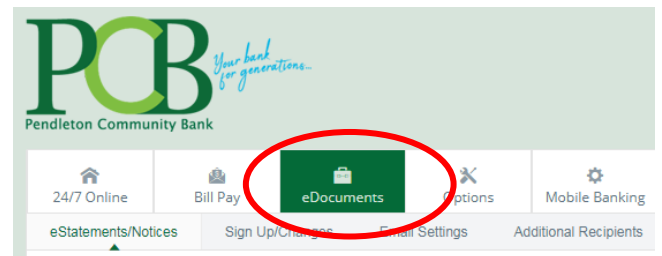 PCB
Your bank
for generations...
Pendleton Community Bank
24/7 Online Bill Pay eDocuments Options Mobile Banking
eStatements/Notices Sign Up/Changes Email Settings Additional Recipients